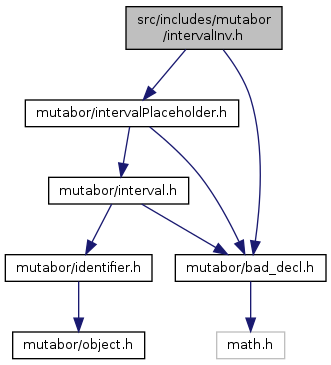 src/includes/mutabor
/intervalInv.h
mutabor/intervalPlaceholder.h
mutabor/interval.h
mutabor/identifier.h
mutabor/bad_decl.h
mutabor/object.h
math.h